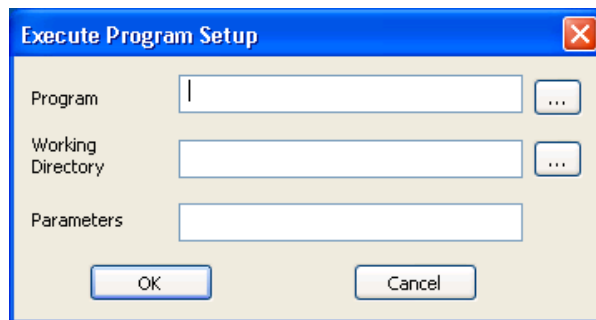 Execute Program Setup
Program
...
Working
Directory
...
Parameters
OK
Cancel